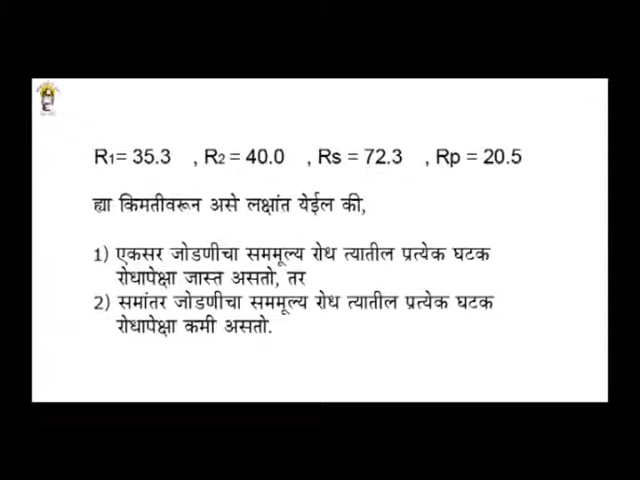 R1= 35.3 , R2 = 40.0 , Rs = 72.3 , Rp = 20.5
ह्या किमतीवरून असे लक्षांत येईल की,
1) एकसर जोडणीचा सममूल्य रोध त्यातील प्रत्येक घटक
रोधापेक्षा जास्त असतो, तर
2) समांतर जोडणीचा सममूल्य रोध त्यातील प्रत्येक घटक
रोधापेक्षा कमी असतो.